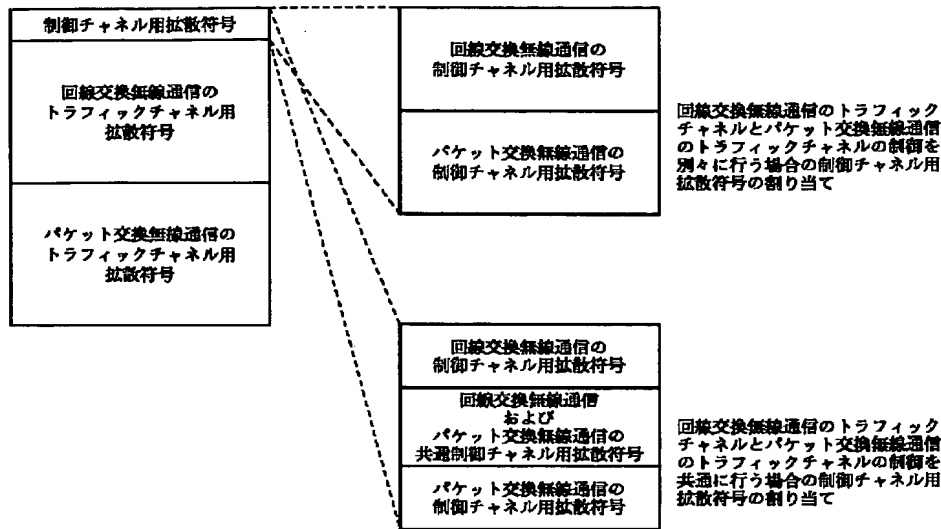 制御チャネル用拡散符号
回線交換無線通信の
トラフィックチャネル用
拡散符号
パケット交換無線通信の
トラフィックチャネル用
拡散符号
回線交換無線通信の
制御チャネル用拡散符号
パケット交換無線通信の
制御チャネル用拡散符号
回線交換無線通信のトラフィック
チャネルとパケット交換無線通信
のトラフィックチャネルの制御を
別々に行う場合の制御チャネル用
拡散符号の割り当て
回線交換無線通信の
制御チャネル用拡散符号
回線交換無線通信
および
パケット交換無線通信の
共通制御チャネル用拡散符号
パケット交換無線通信の
制御チャネル用拡散符号
回線交換無線通信のトラフィック
チャネルとパケット交換無線通信
のトラフィックチャネルの制御を
共通に行う場合の制御チャネル用
拡散符号の割り当て